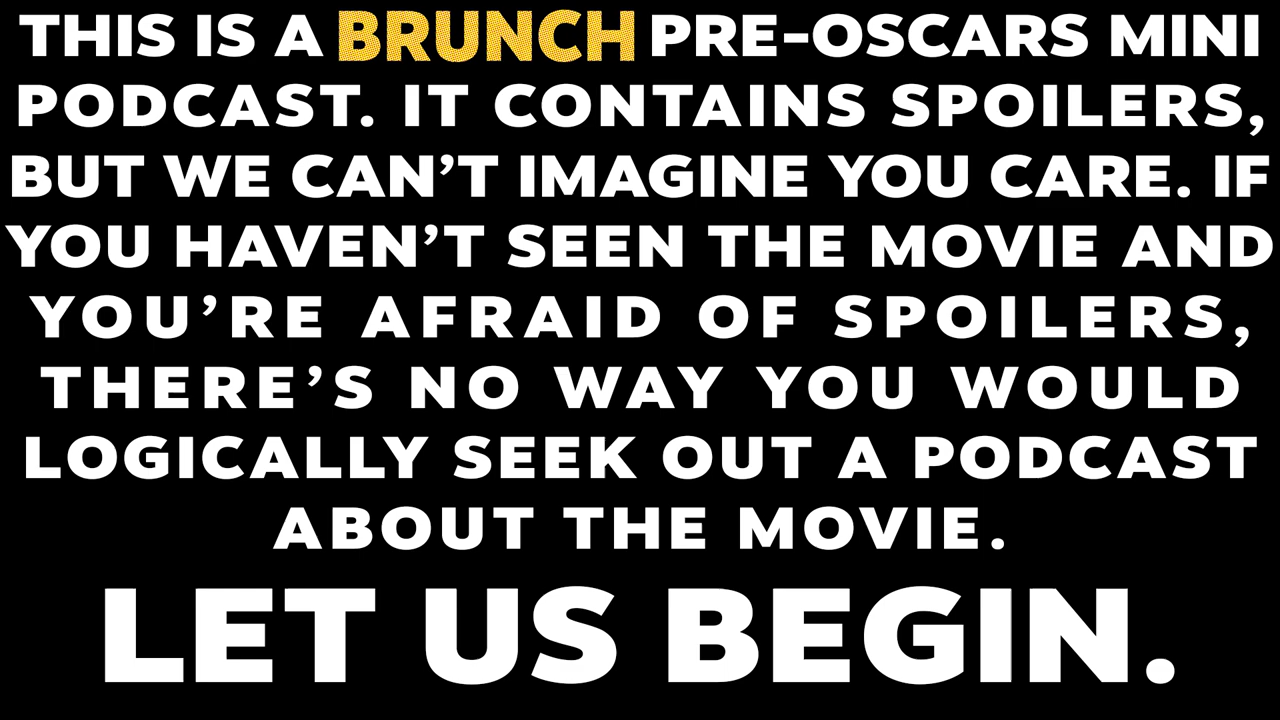 THIS IS A BRUNCH PRE-OSCARS MINI
PODCAST. IT CONTAINS SPOILERS,
BUT WE CAN'T IMAGINE YOU CARE. IF
YOU HAVEN'T SEEN THE MOVIE AND
YOU'RE AFRAID OF SPOILERS,
THERE'S NO WAY YOU WOULD
LOGICALLY SEEK OUT A PODCAST
ABOUT THE MOVIE.
LET US BEGIN.